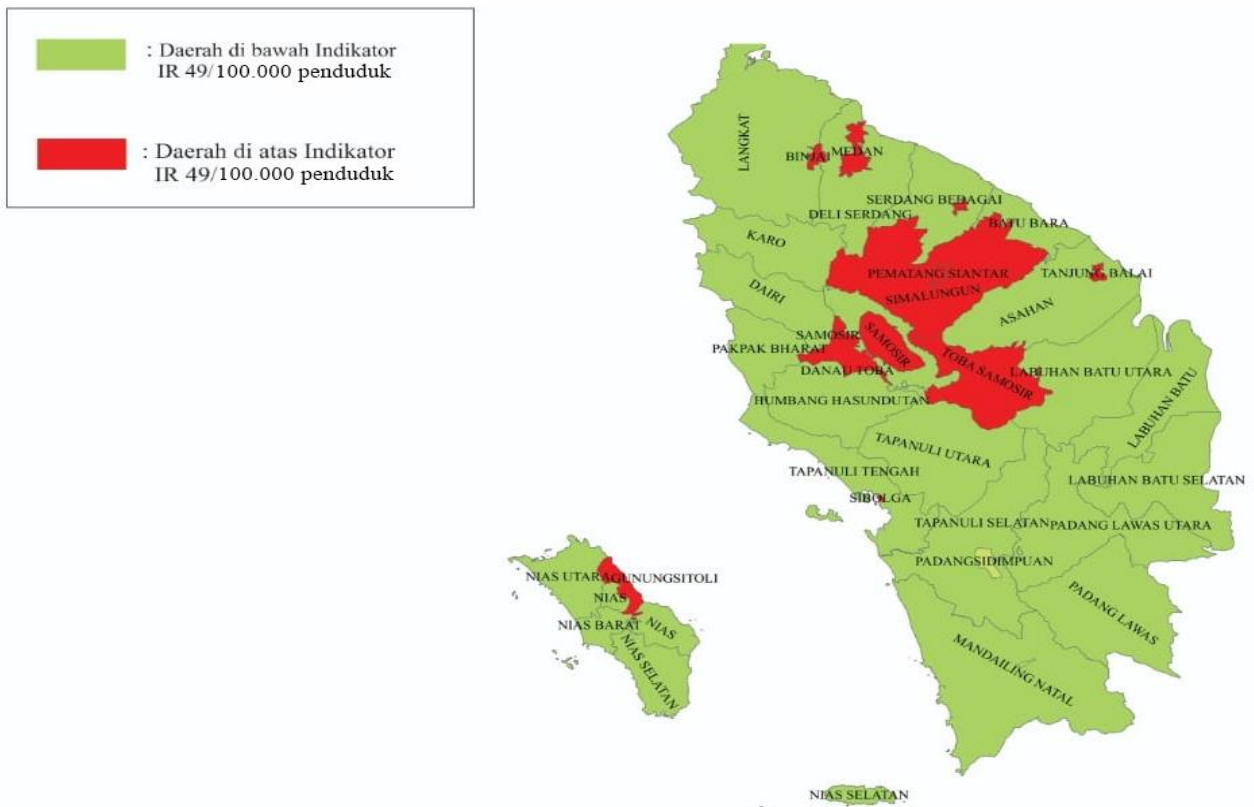 : Daerah di bawah Indikator
IR 49/100.000 penduduk
: Daerah di atas Indikator
IR 49/100.000 penduduk
LANGKAT
BINJAI
MEDAN
SERDANG BEDAGAI
DELI SERDANG
BATU BARA
KARO
PEMATANG SIANTAR
TANJUNG BALAI
DAIRI
SIMALUNGUN
ASAHAN
SAMOSIR
SAMOSIR
PAKPAK BHARAT
DANAU TOBA
TOBA SAMOSIR
LABUHAN BATU UTARA
HUMBANG HASUNDUTAN
LABUHAN BATU
TAPANULI UTARA
TAPANULI TENGAH
LABUHAN BATU SELATAN
SIBOLGA
TAPANULI SELATAN
PADANG LAWAS UTARA
PADANGSIDIMPUAN
NIAS UTARA
GUNUNGSITOLI
NIAS
PADANG LAWAS
NIAS BARAT
NIAS
NIAS SELATAN
MANDAILING NATAL
NIAS SELATAN